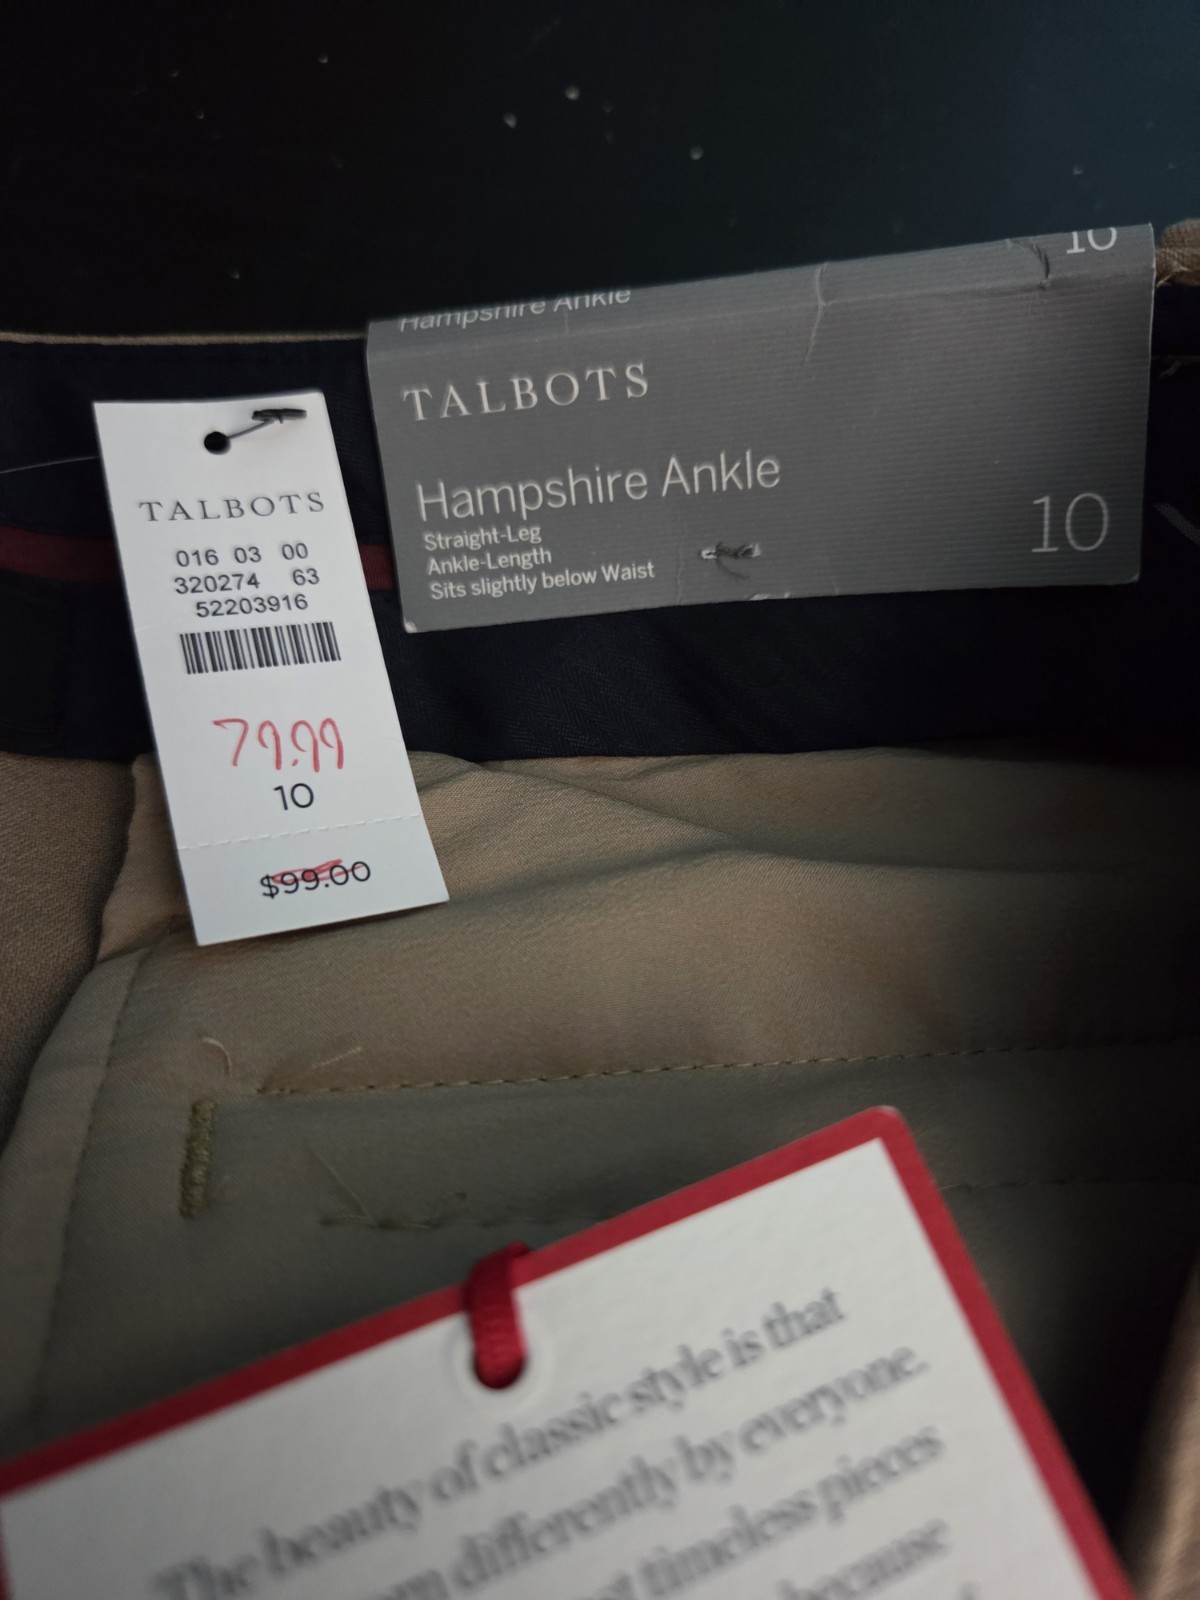 Hampshire Ankle 10
TALBOTS
Hampshire Ankle
Straight-Leg
Ankle-Length
Sits slightly below Waist
10
TALBOTS
016 03 00
320274 63
52203916
79.99
10
$99.00
The beauty of classic style is that
differently by everyone.
timeless pieces
because